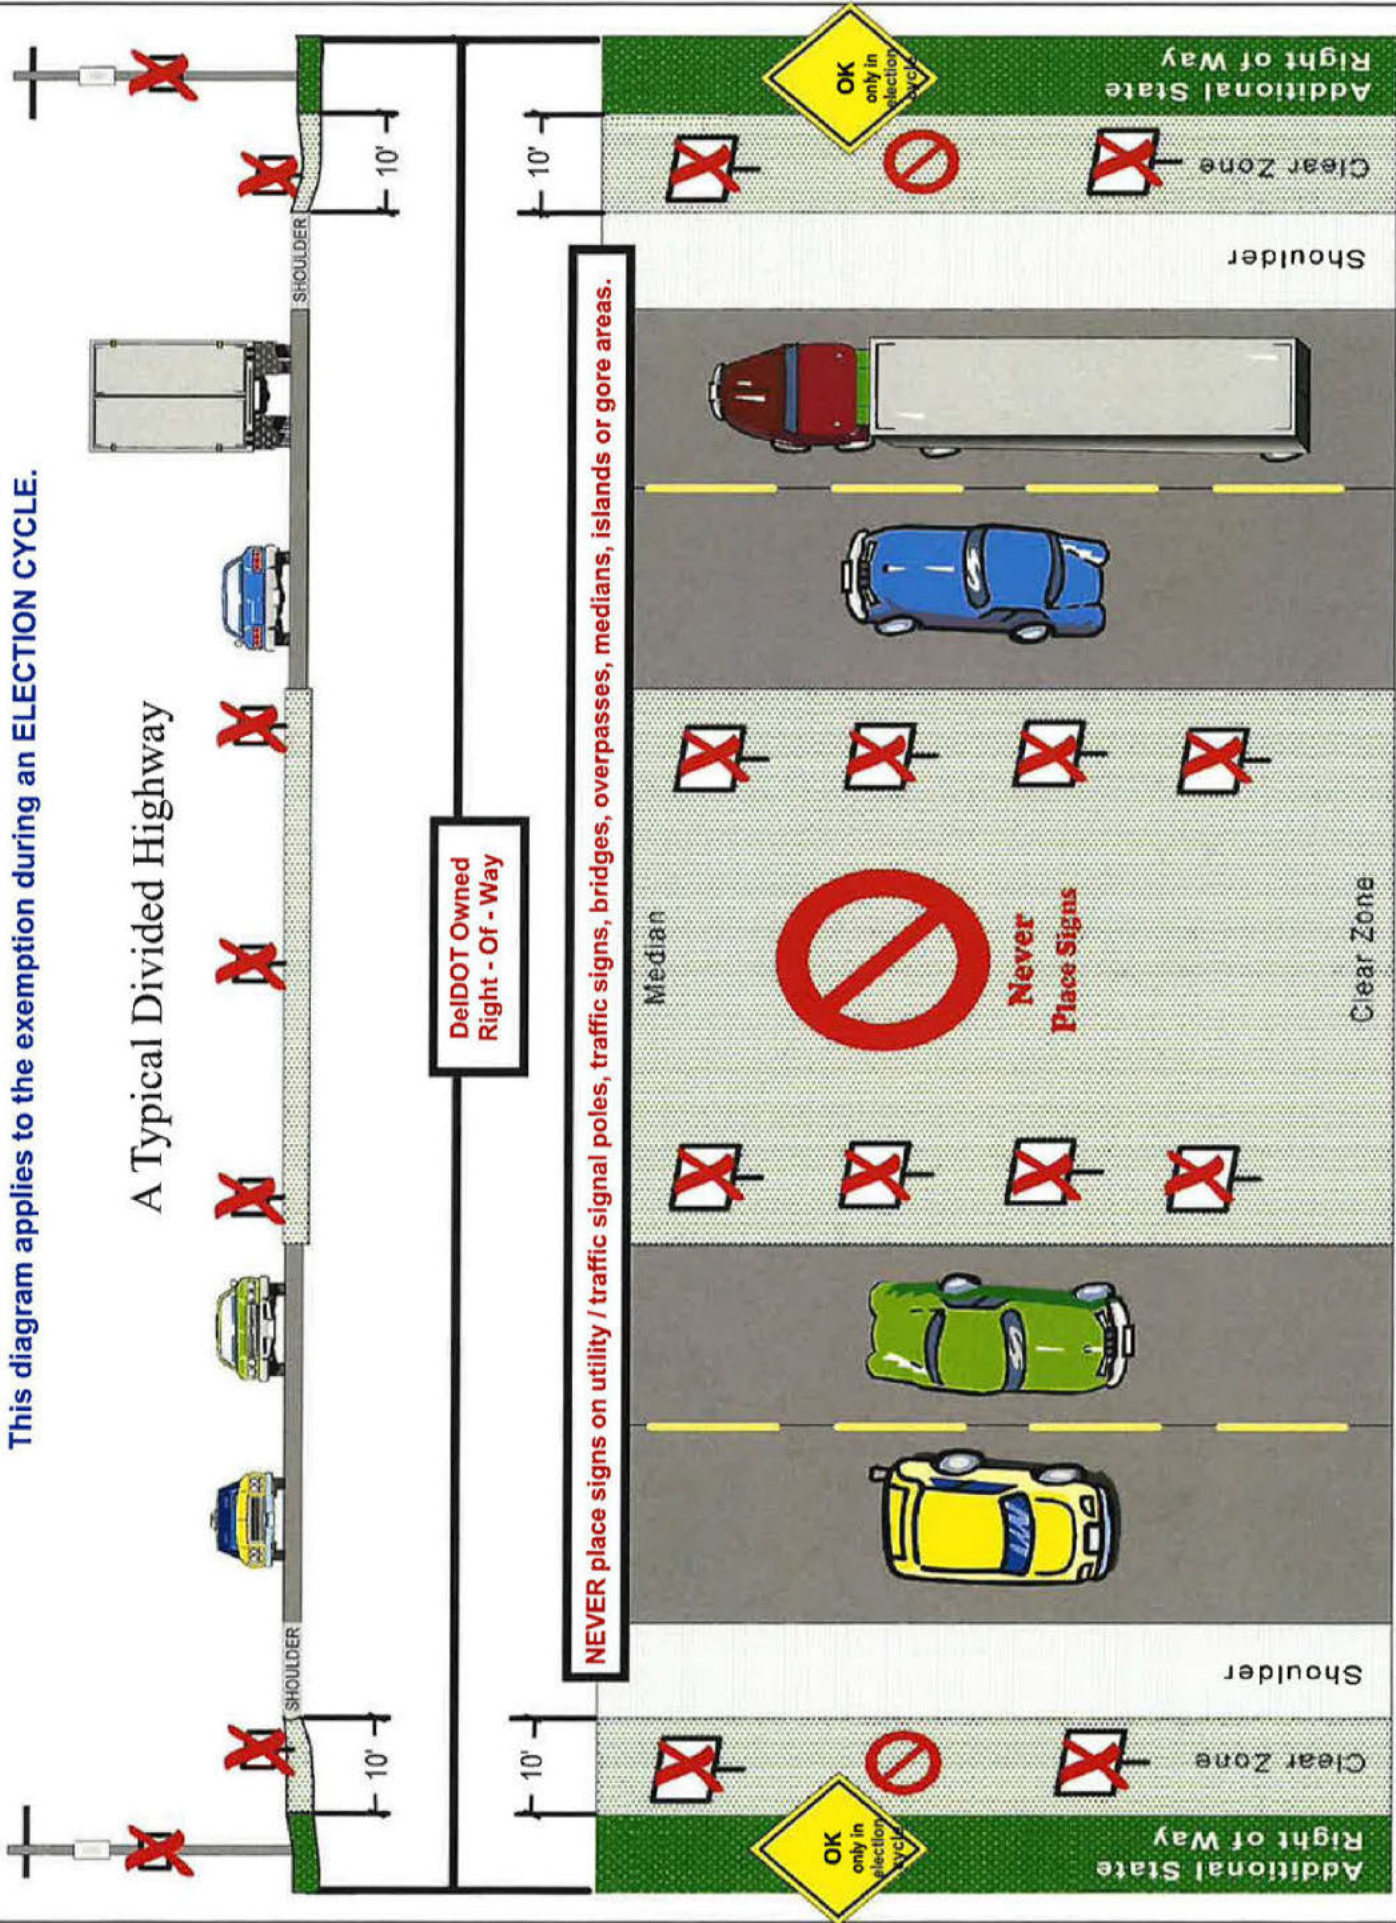 This diagram applies to the exemption during an ELECTION CYCLE.
A Typical Divided Highway
SHOULDER
SHOULDER
10'
10'
DelDOT Owned
Right - Of - Way
10'
10'
NEVER place signs on utility / traffic signal poles, traffic signs, bridges, overpasses, medians, islands or gore areas.
Additional State
Right of Way
OK
only in
election
cycle
Clear Zone
Shoulder
Median
Never
Place Signs
Clear Zone
Shoulder
Clear Zone
OK
only in
election
cycle
Additional State
Right of Way